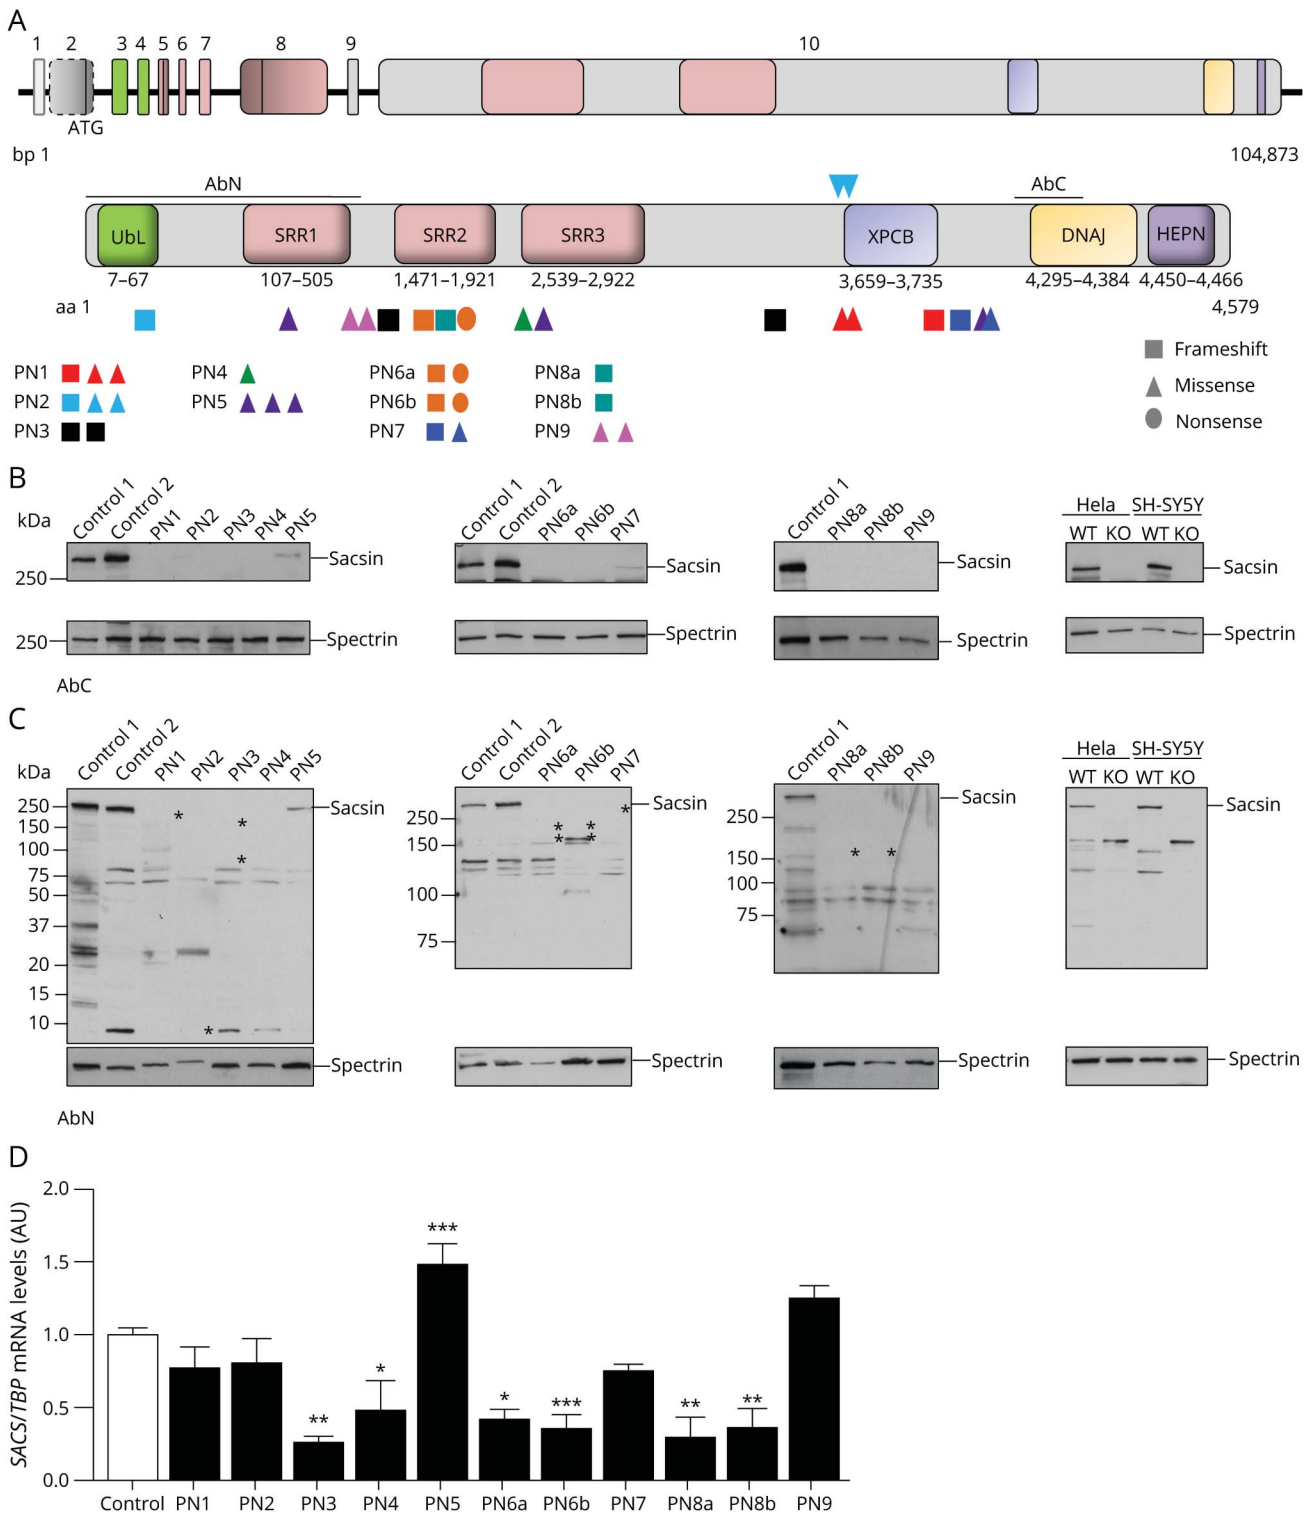 A
1 2 3 4 5 6 7 8 9 10
ATG
bp 1 104,873
AbN AbC
UbL SRR1 SRR2 SRR3 XPCB DNAJ HEPN
7–67 107–505 1,471–1,921 2,539–2,922 3,659–3,735 4,295–4,384 4,450–4,466
aa 1 4,579
PN1 PN4 PN6a PN8a Frameshift
PN2 PN5 PN6b PN8b Missense
PN3 PN7 PN9 Nonsense
B
kDa Control 1 Control 2 PN1 PN2 PN3 PN4 PN5
250 Sacsin
250 Spectrin
Control 1 Control 2 PN6a PN6b PN7
Sacsin
Spectrin
Control 1 PN8a PN8b PN9
Sacsin
Spectrin
Hela SH-SY5Y
WT KO WT KO
Sacsin
Spectrin
AbC
C
kDa Control 1 Control 2 PN1 PN2 PN3 PN4 PN5
250 Sacsin
150 * *
100 *
75
50
37
20
15
10 *
Spectrin
Control 1 Control 2 PN6a PN6b PN7
Sacsin
250 * * *
150 * *
100
75
Spectrin
Control 1 PN8a PN8b PN9
Sacsin
250
150 * *
100
75
Spectrin
Hela SH-SY5Y
WT KO WT KO
Sacsin
Spectrin
AbN
D
SACS/TBP mRNA levels (AU)
2.0
1.5
1.0
0.5
0.0
** * *** * *** ** **
Control PN1 PN2 PN3 PN4 PN5 PN6a PN6b PN7 PN8a PN8b PN9